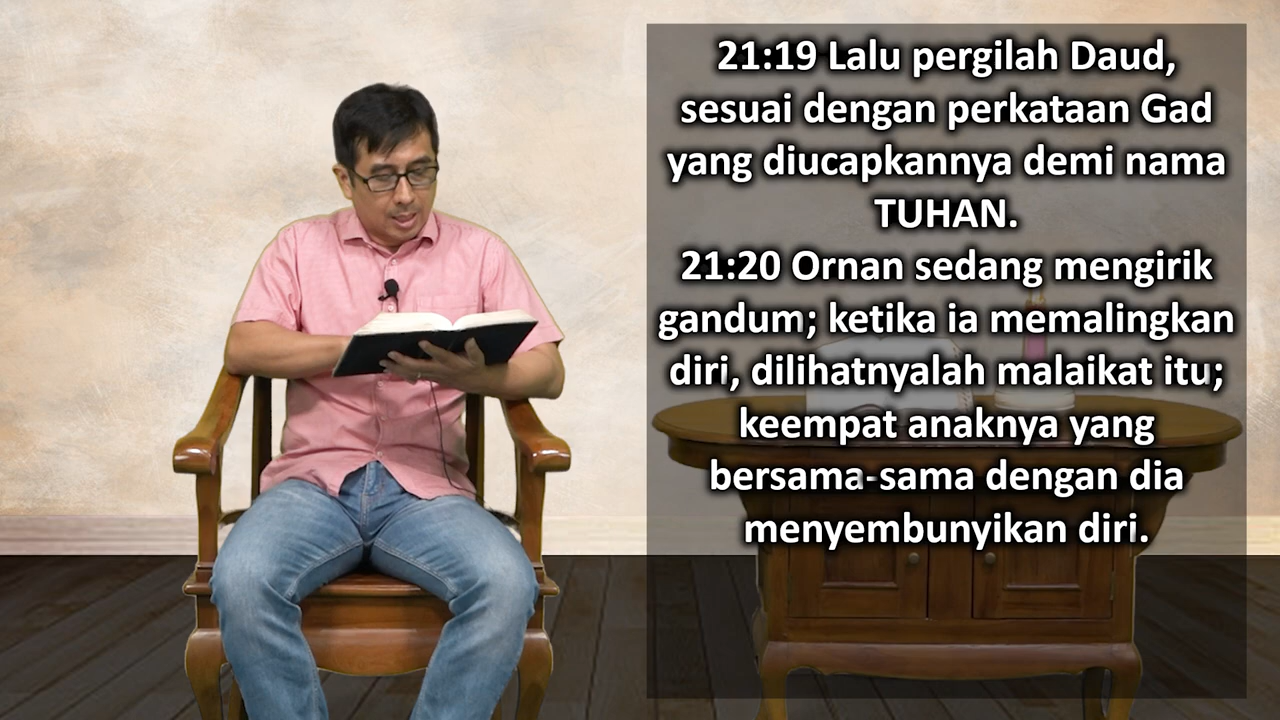 21:19 Lalu pergilah Daud,
sesuai dengan perkataan Gad
yang diucapkannya demi nama
TUHAN.
21:20 Ornan sedang mengirik
gandum; ketika ia memalingkan
diri, dilihatnyalah malaikat itu;
keempat anaknya yang
bersama-sama dengan dia
menyembunyikan diri.